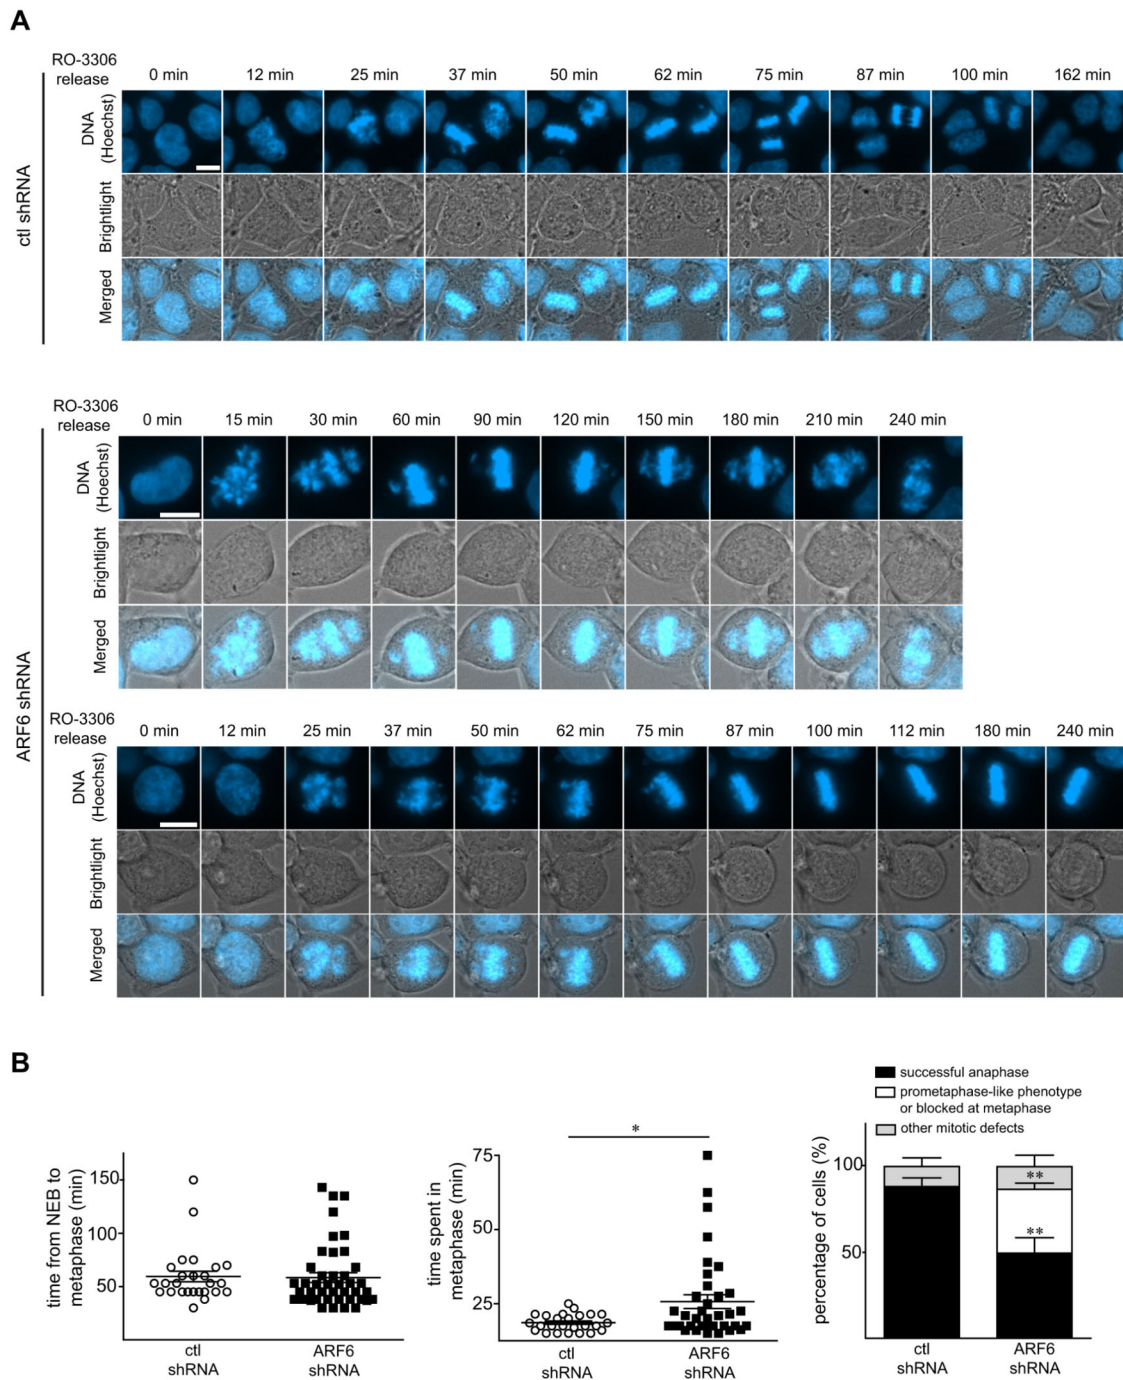 A
RO-3306
release
0 min 12 min 25 min 37 min 50 min 62 min 75 min 87 min 100 min 162 min
ctl shRNA
DNA
(Hoechst)
Brightlight
Merged
RO-3306
release
0 min 15 min 30 min 60 min 90 min 120 min 150 min 180 min 210 min 240 min
ARF6 shRNA
DNA
(Hoechst)
Brightlight
Merged
RO-3306
release
0 min 12 min 25 min 37 min 50 min 62 min 75 min 87 min 100 min 112 min 180 min 240 min
DNA
(Hoechst)
Brightlight
Merged
B
time from NEB to
metaphase (min)
150
100
50
ctl
shRNA
ARF6
shRNA
time spent in
metaphase (min)
75
50
25
*
ctl
shRNA
ARF6
shRNA
successful anaphase
prometaphase-like phenotype
or blocked at metaphase
other mitotic defects
percentage of cells (%)
100
50
**
**
ctl
shRNA
ARF6
shRNA